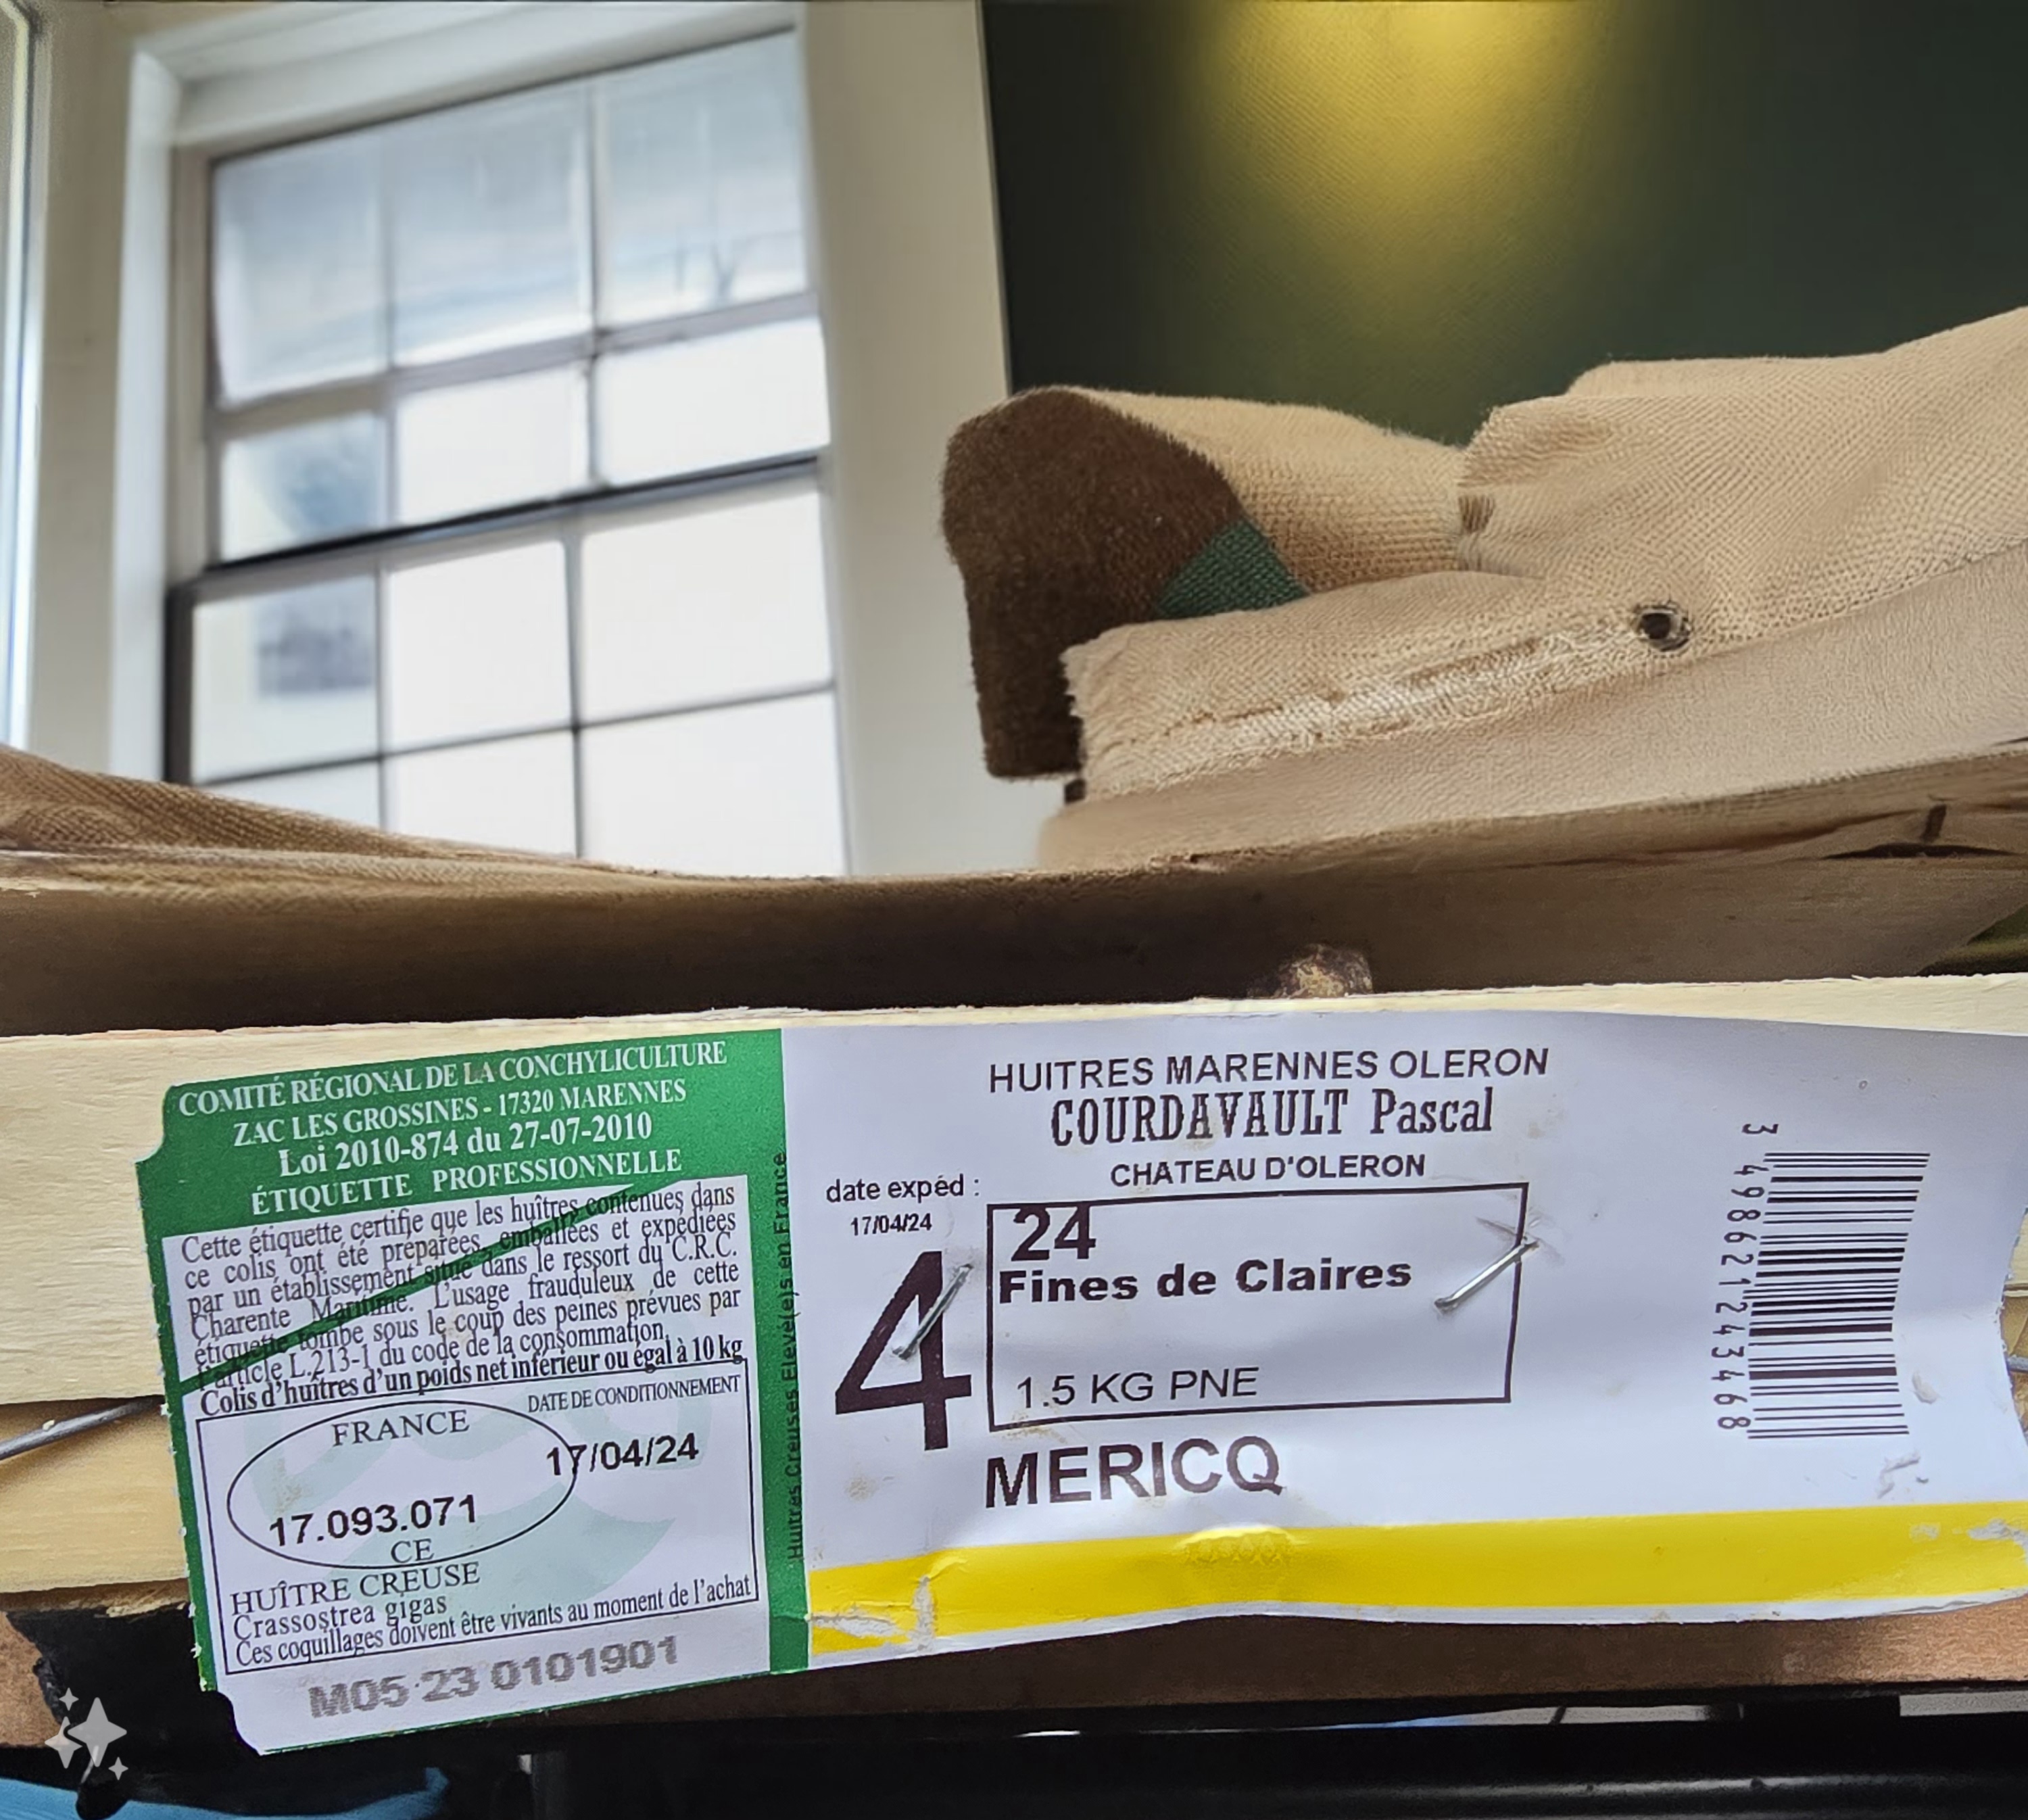 COMITÉ RÉGIONAL DE LA CONCHYLICULTURE
ZAC LES GROSSINES - 17320 MARENNES
Loi 2010-874 du 27-07-2010
ÉTIQUETTE PROFESSIONNELLE
Cette étiquette certifie que les huîtres contenues dans
ce colis ont été préparées, emballées et expédiées
par un établissement situé dans le ressort du C.R.C.
Charente Maritime. L'usage frauduleux de cette
étiquette tombe sous le coup des peines prévues par
l'article L.213-1 du code de la consommation.
Colis d'huîtres d'un poids net inférieur ou égal à 10 kg
DATE DE CONDITIONNEMENT
FRANCE
17/04/24
17.093.071
CE
HUÎTRE CREUSE
Crassostrea gigas
Ces coquillages doivent être vivants au moment de l'achat
M05 23 0101901
Huitres Creuses Elevé(e)s en France
HUITRES MARENNES OLERON
COURDAVAULT Pascal
CHATEAU D'OLERON
date expéd :
17/04/24
24
Fines de Claires
4
1.5 KG PNE
MERICQ
3 498621 243468